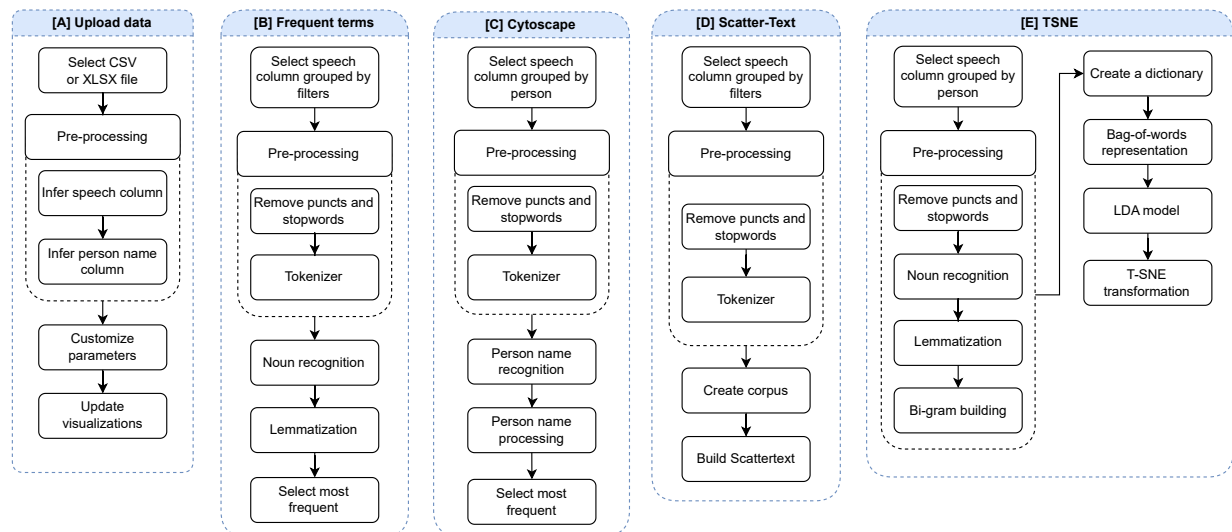 [A] Upload data
Select CSV
or XLSX file
Pre-processing
Infer speech column
Infer person name
column
Customize
parameters
Update
visualizations
[B] Frequent terms
Select speech
column grouped by
filters
Pre-processing
Remove puncts and
stopwords
Tokenizer
Noun recognition
Lemmatization
Select most
frequent
[C] Cytoscape
Select speech
column grouped by
person
Pre-processing
Remove puncts and
stopwords
Tokenizer
Person name
recognition
Person name
processing
Select most
frequent
[D] Scatter-Text
Select speech
column grouped by
filters
Pre-processing
Remove puncts and
stopwords
Tokenizer
Create corpus
Build Scattertext
[E] TSNE
Select speech
column grouped by
person
Pre-processing
Remove puncts and
stopwords
Noun recognition
Lemmatization
Bi-gram building
Create a dictionary
Bag-of-words
representation
LDA model
T-SNE
transformation